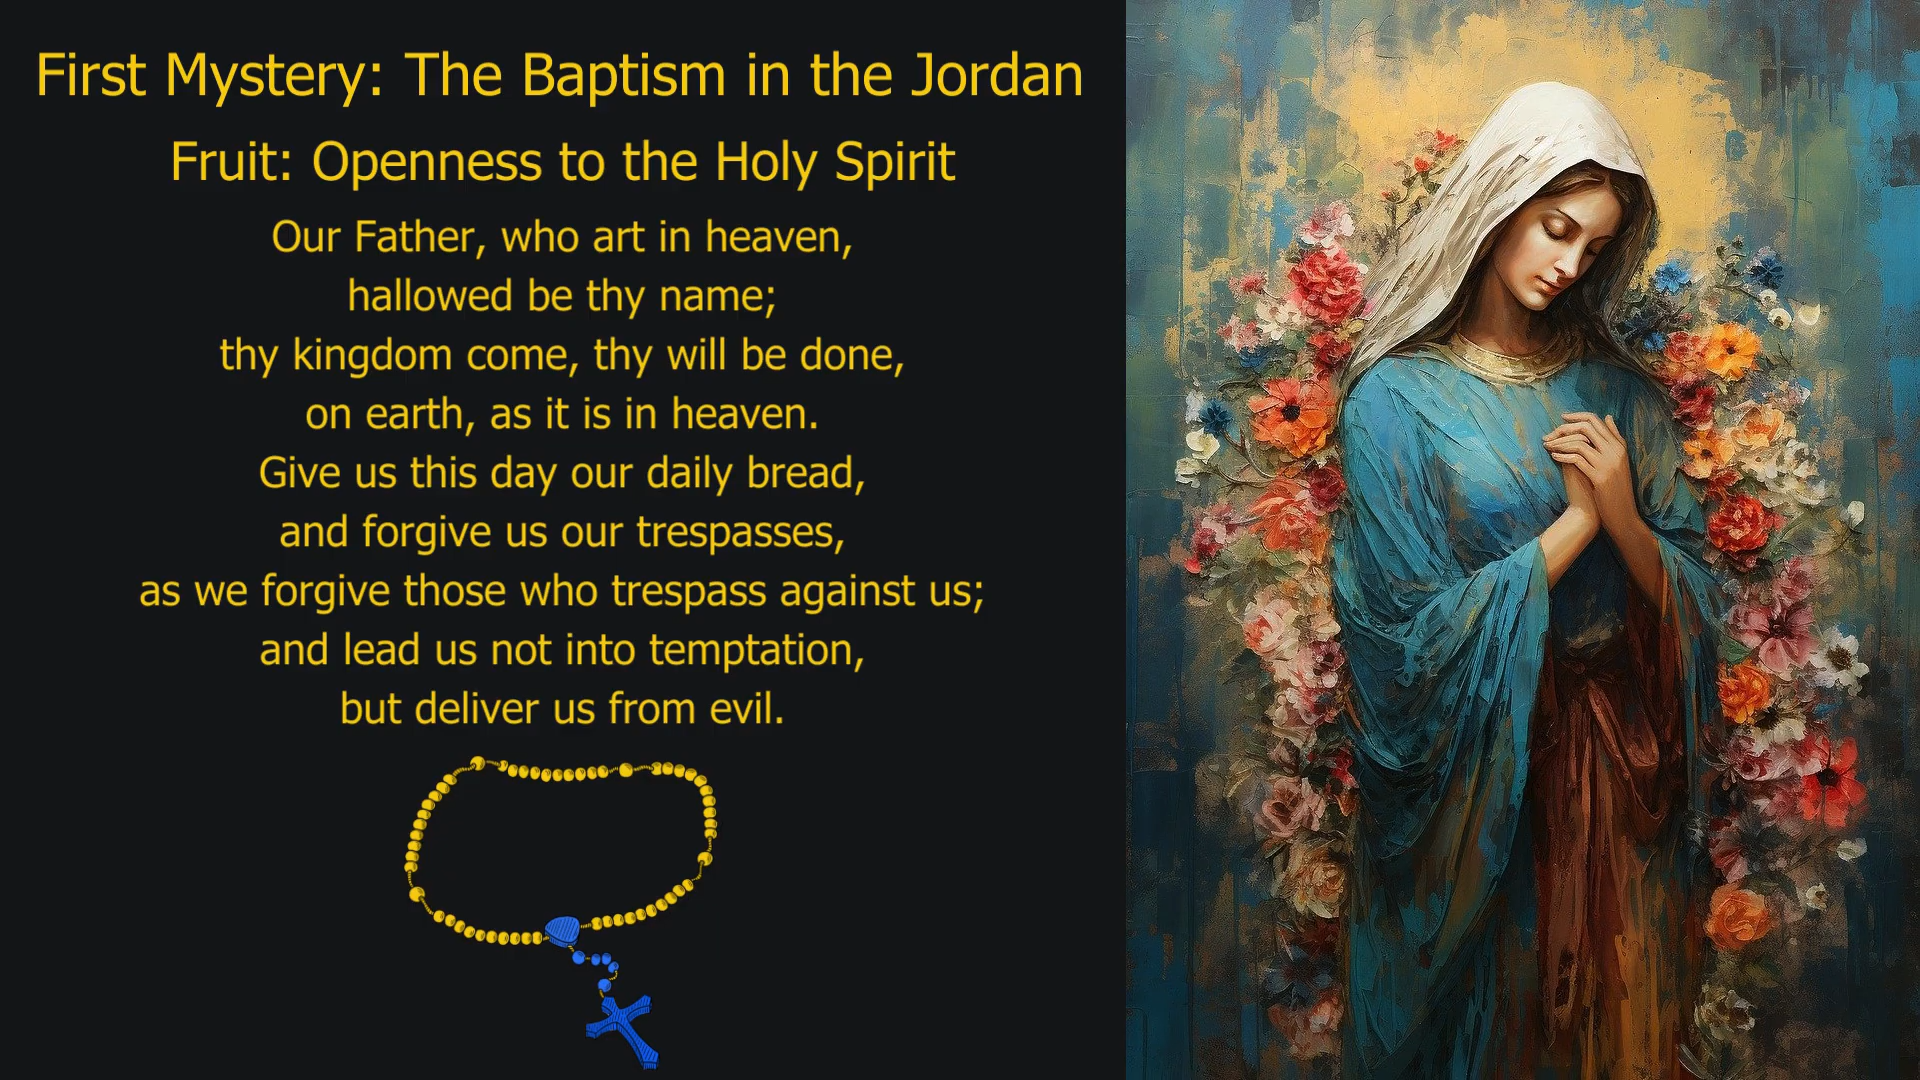 First Mystery: The Baptism in the Jordan
Fruit: Openness to the Holy Spirit
Our Father, who art in heaven,
hallowed be thy name;
thy kingdom come, thy will be done,
on earth, as it is in heaven.
Give us this day our daily bread,
and forgive us our trespasses,
as we forgive those who trespass against us;
and lead us not into temptation,
but deliver us from evil.